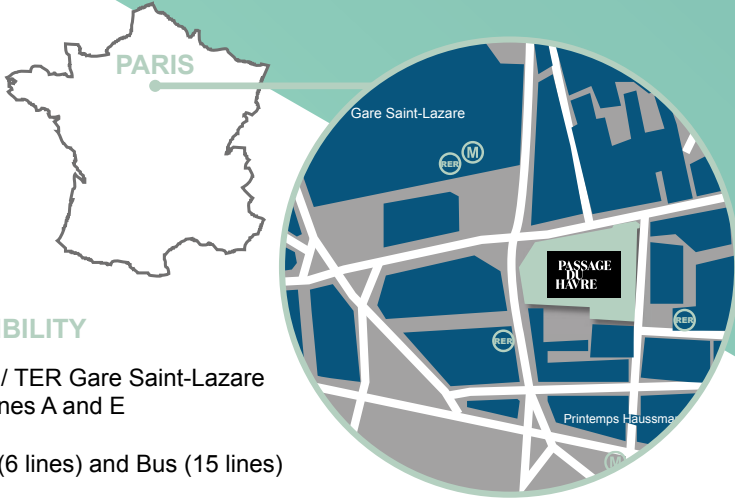 PARIS
Gare Saint-Lazare
RER
M
PASSAGE
DU
HAVRE
RER
RER
Printemps Haussma
M
IBILITY
/ TER Gare Saint-Lazare
nes A and E
(6 lines) and Bus (15 lines)